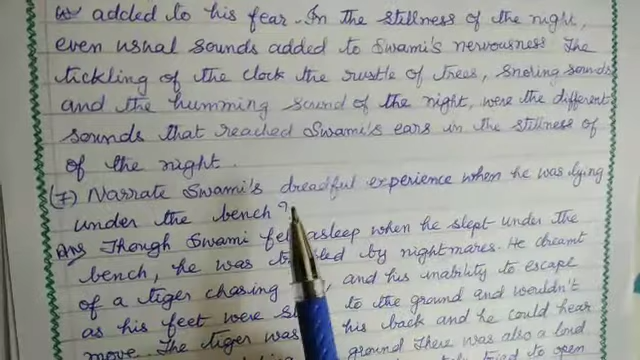 added to his fear. In the stillness of the night,
even usual sounds added to Swami's nervousness. The
tickling of the clock the rustle of trees, snoring sounds
and the humming sound of the night, were the different
sounds that reached Swami's ears in the stillness of
of the night.
(7) Narrate Swami's dreadful experience when he was lying
under the bench?
Ans Though Swami asleep when he slept under the
bench, he was by nightmares. He dreamt
of a tiger chasing and his inability to escape
as his feet were to the ground and wouldn't
move. The tiger was his back and he could hear
ground There was also a loud
tried to open